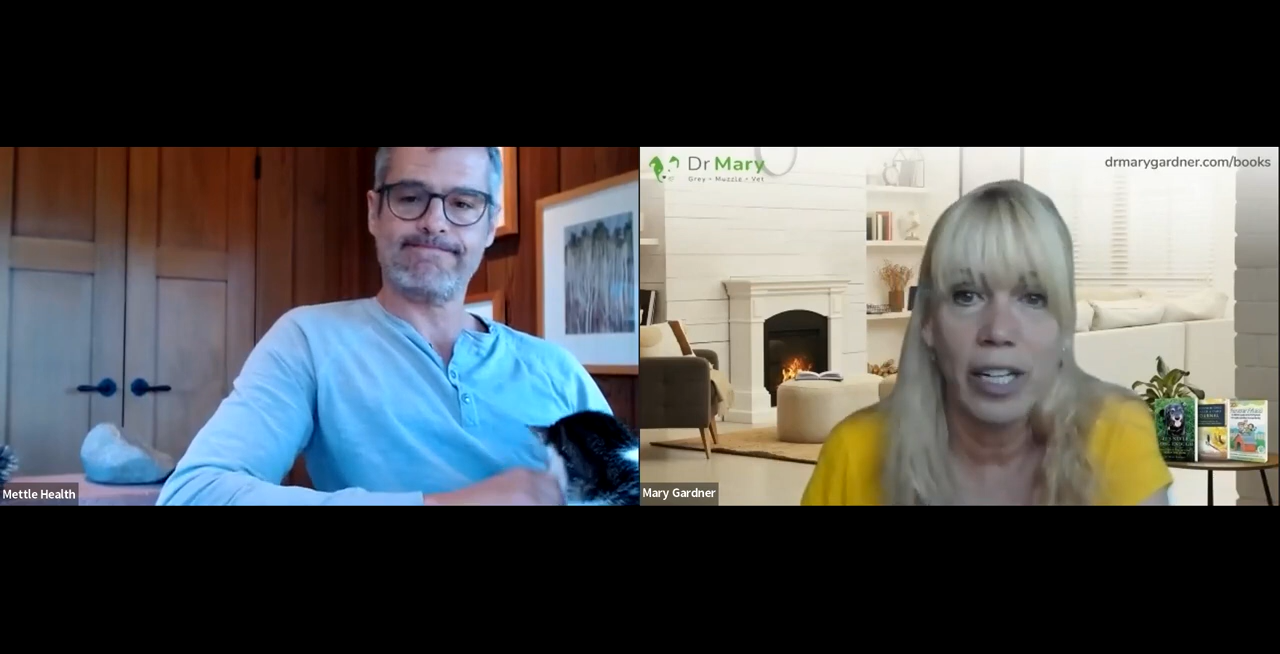 Mettle Health
Dr Mary
Grey • Muzzle • Vet
drmarygardner.com/books
Mary Gardner